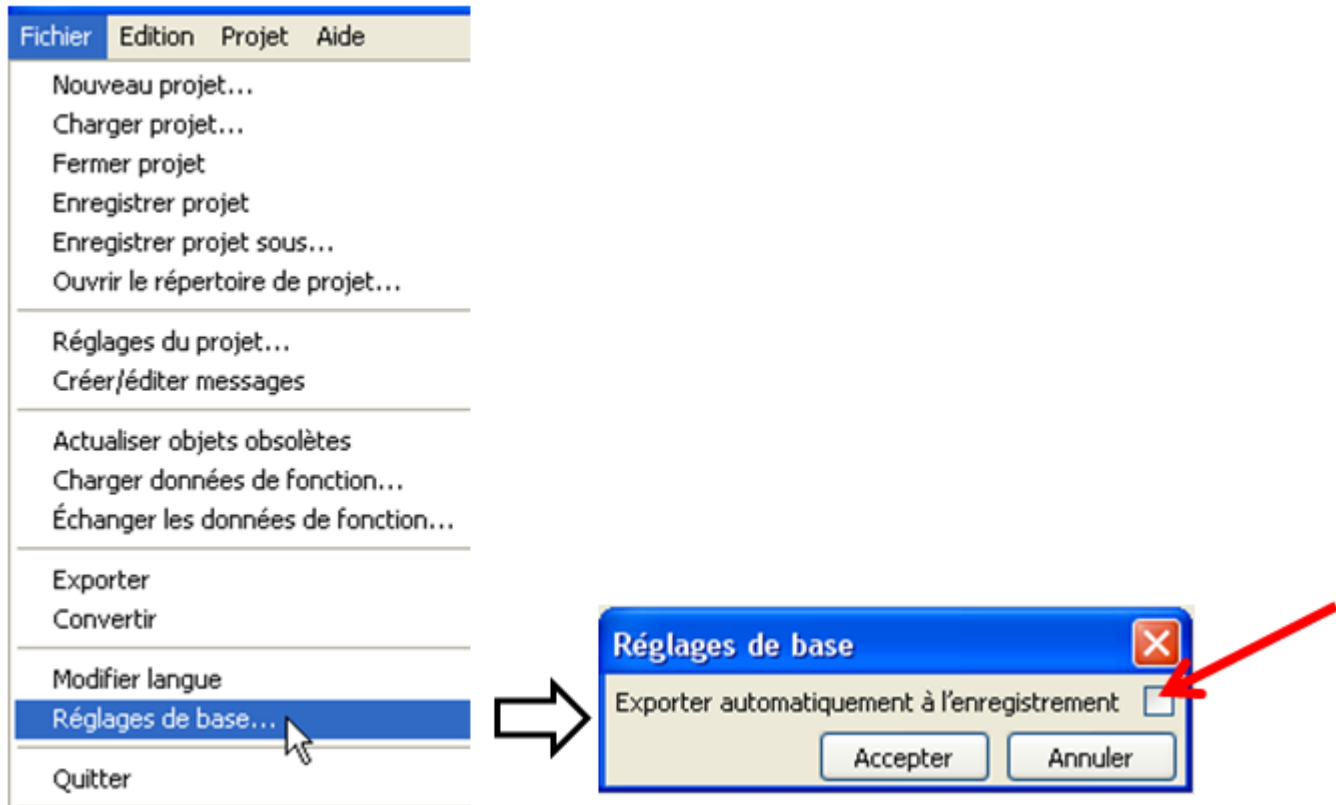 Fichier Edition Projet Aide
Nouveau projet...
Charger projet...
Fermer projet
Enregistrer projet
Enregistrer projet sous...
Ouvrir le répertoire de projet...
Réglages du projet...
Créer/éditer messages
Actualiser objets obsolètes
Charger données de fonction...
Échanger les données de fonction...
Exporter
Convertir
Modifier langue
Réglages de base...
Quitter
Réglages de base
Exporter automatiquement à l'enregistrement
Accepter Annuler